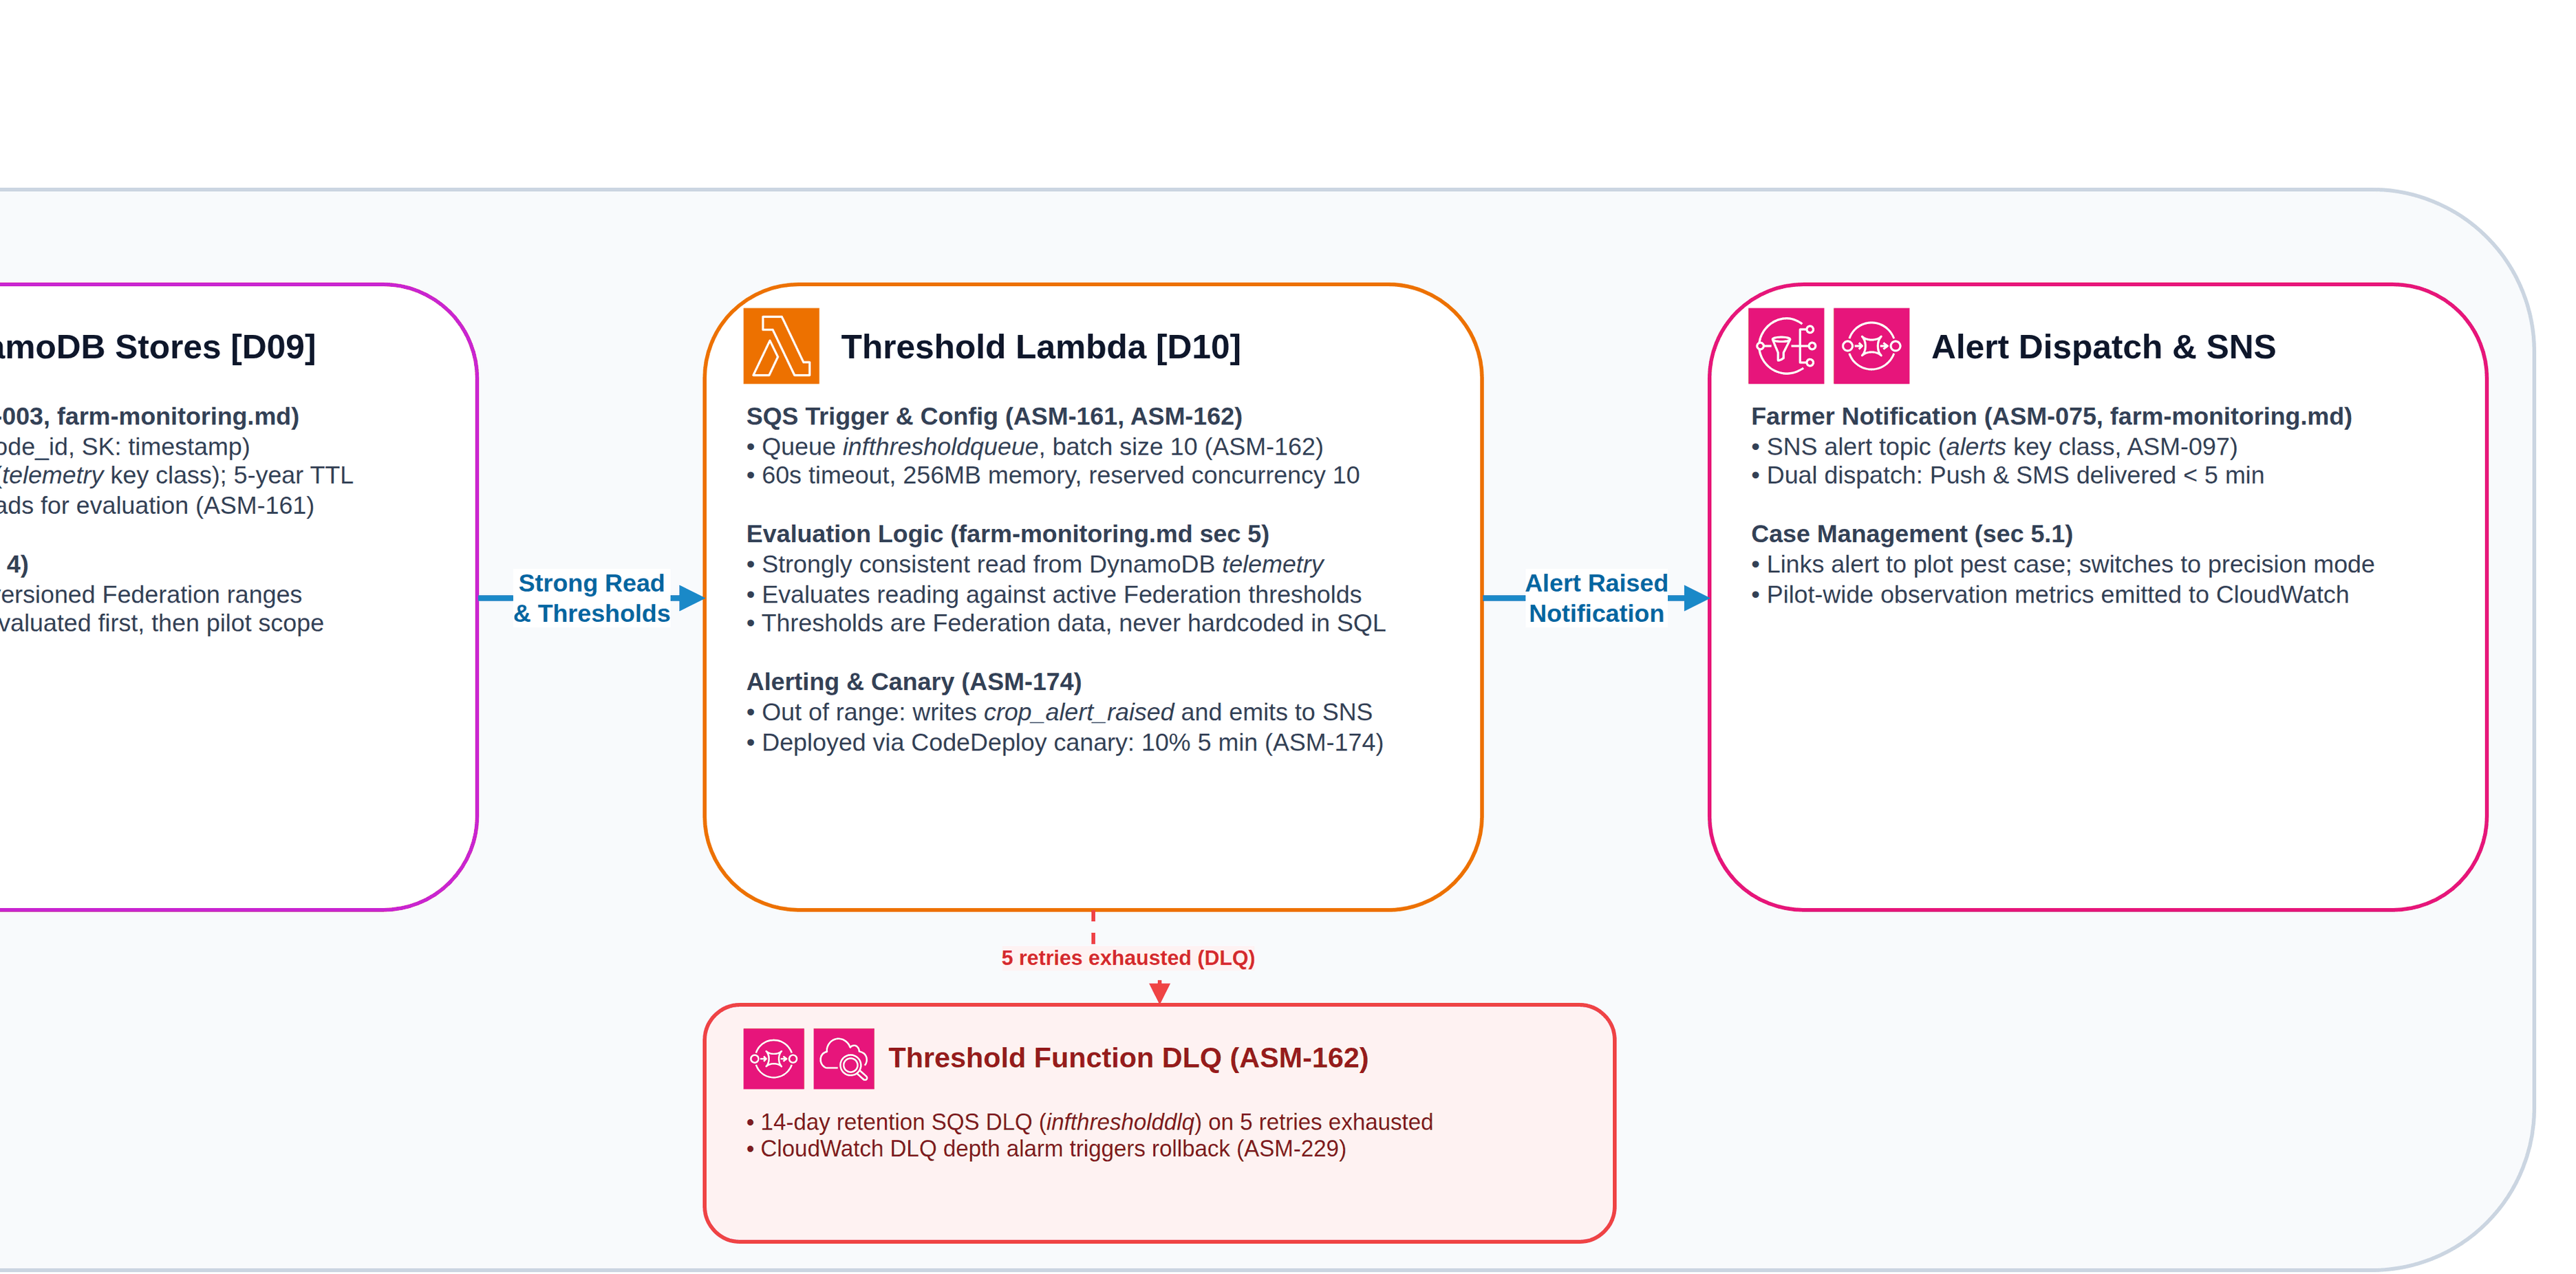 amoDB Stores [D09]
-003, farm-monitoring.md)
ode_id, SK: timestamp)
(telemetry key class); 5-year TTL
ads for evaluation (ASM-161)
4)
ersioned Federation ranges
valuated first, then pilot scope
Strong Read
& Thresholds
Threshold Lambda [D10]
SQS Trigger & Config (ASM-161, ASM-162)
• Queue infthresholdqueue, batch size 10 (ASM-162)
• 60s timeout, 256MB memory, reserved concurrency 10
Evaluation Logic (farm-monitoring.md sec 5)
• Strongly consistent read from DynamoDB telemetry
• Evaluates reading against active Federation thresholds
• Thresholds are Federation data, never hardcoded in SQL
Alerting & Canary (ASM-174)
• Out of range: writes crop_alert_raised and emits to SNS
• Deployed via CodeDeploy canary: 10% 5 min (ASM-174)
Alert Raised
Notification
Alert Dispatch & SNS
Farmer Notification (ASM-075, farm-monitoring.md)
• SNS alert topic (alerts key class, ASM-097)
• Dual dispatch: Push & SMS delivered < 5 min
Case Management (sec 5.1)
• Links alert to plot pest case; switches to precision mode
• Pilot-wide observation metrics emitted to CloudWatch
5 retries exhausted (DLQ)
Threshold Function DLQ (ASM-162)
• 14-day retention SQS DLQ (infthresholddlq) on 5 retries exhausted
• CloudWatch DLQ depth alarm triggers rollback (ASM-229)